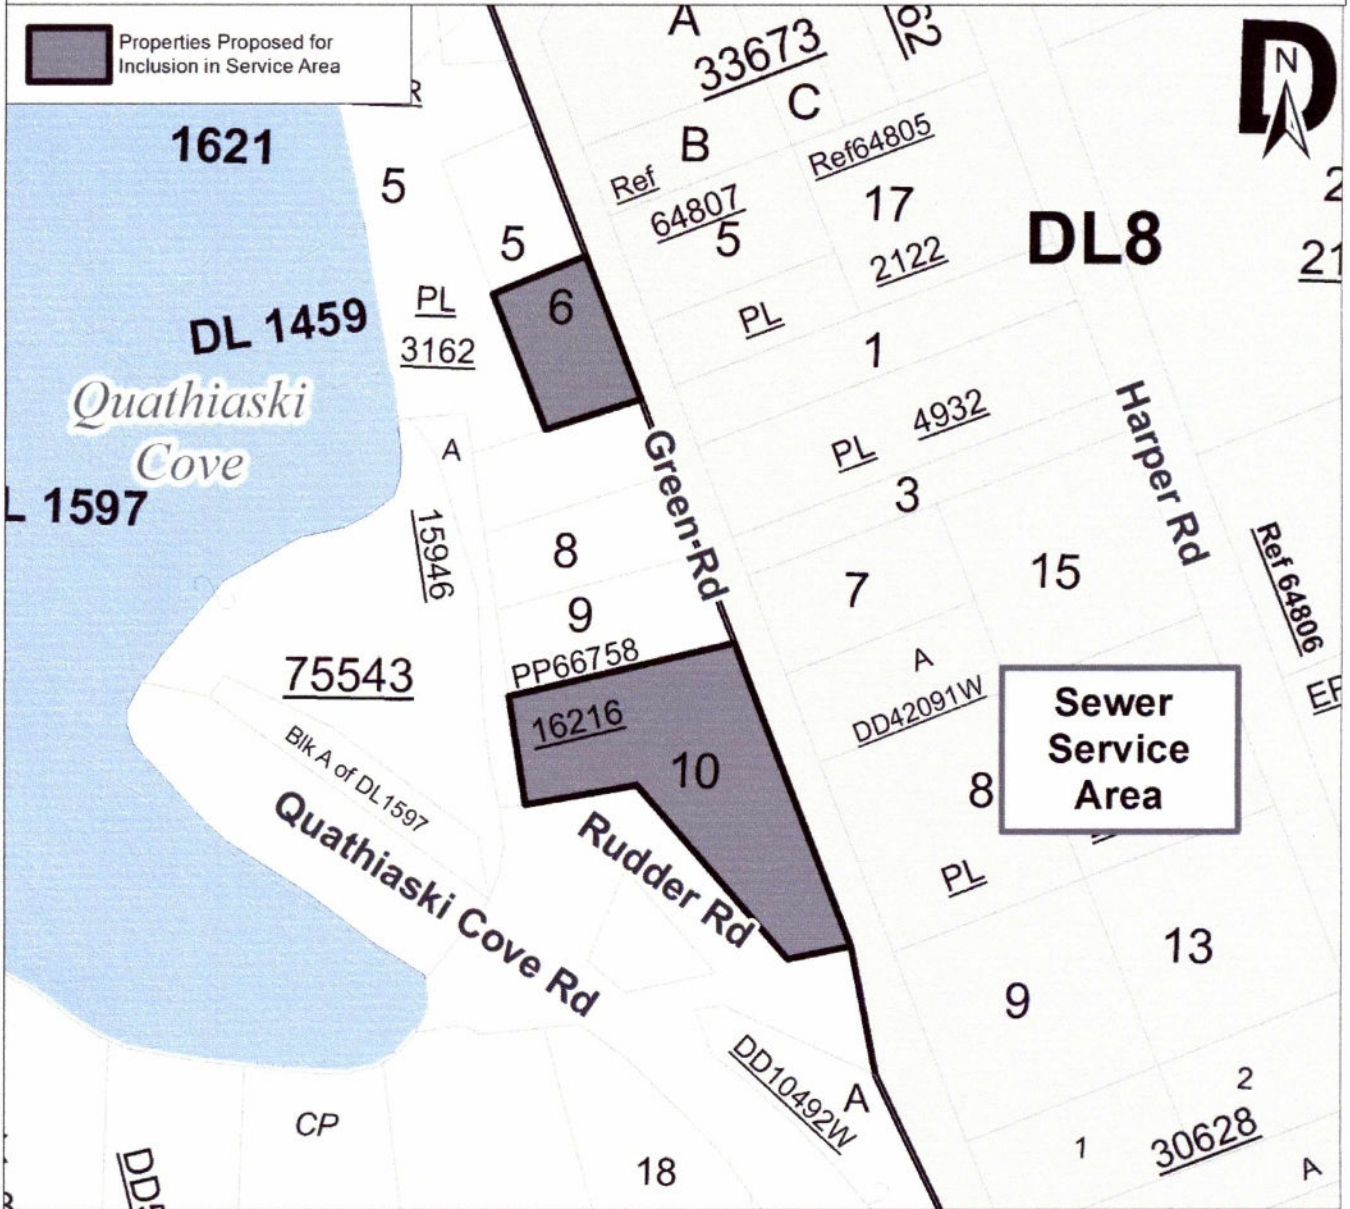 Properties Proposed for
Inclusion in Service Area
A
33673
62
D
N
R
1621
B
C
Ref64805
5
Ref
64807
5
17
2122
DL8
2
21
5
6
PL
3162
DL 1459
PL
1
Quathiaski
Cove
PL
4932
Harper Rd
A
Green Rd
L 1597
15946
3
8
7
15
Ref 64806
9
PP66758
75543
16216
10
A
DD42091W
Sewer
Service
Area
8
Blk A of DL1597
Quathiaski Cove Rd
Rudder Rd
PL
13
9
DD10492W
A
2
30628
1
A
CP
18